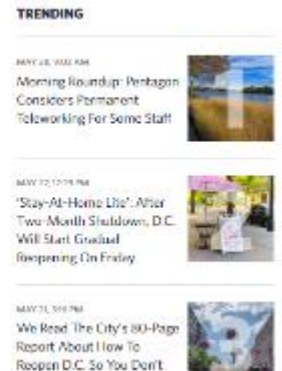 TRENDING
Morning Roundup: Pentagon
Considers Permanent
Teleworking For Some Staff
'Stay-At-Home Lite': After
Two-Month Shutdown, D.C.
Will Start Gradual
Reopening On Friday
We Read The City's 80-Page
Report About How To
Reopen D.C. So You Don't